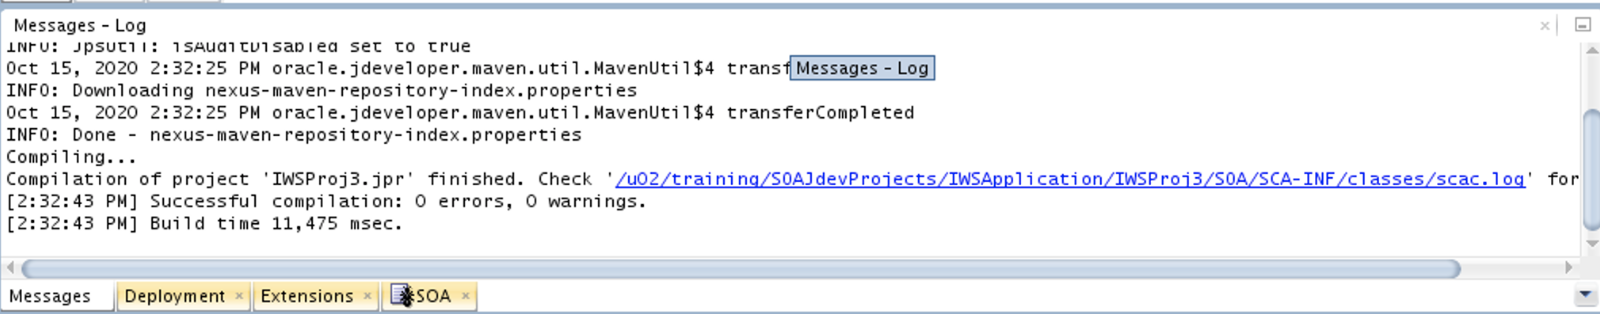 Messages - Log
INFO: JpsUtil: isAuditDisabled set to true
Oct 15, 2020 2:32:25 PM oracle.jdeveloper.maven.util.MavenUtil$4 transf
Messages - Log
INFO: Downloading nexus-maven-repository-index.properties
Oct 15, 2020 2:32:25 PM oracle.jdeveloper.maven.util.MavenUtil$4 transferCompleted
INFO: Done - nexus-maven-repository-index.properties
Compiling...
Compilation of project 'IWSProj3.jpr' finished. Check '/u02/training/SOAJdevProjects/IWSApplication/IWSProj3/SOA/SCA-INF/classes/scac.log' for
[2:32:43 PM] Successful compilation: 0 errors, 0 warnings.
[2:32:43 PM] Build time 11,475 msec.
Messages Deployment Extensions SOA